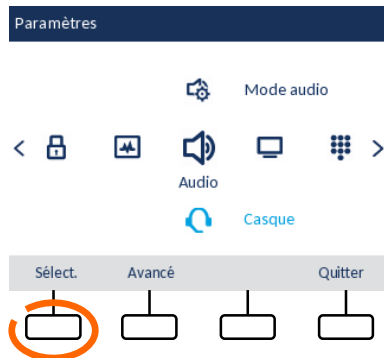 Paramètres
Mode audio
Audio
Casque
Sélect. Avancé Quitter